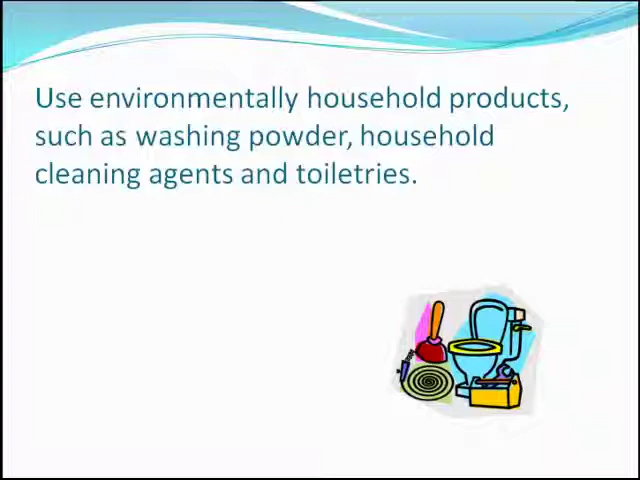 Use environmentally household products,
such as washing powder, household
cleaning agents and toiletries.